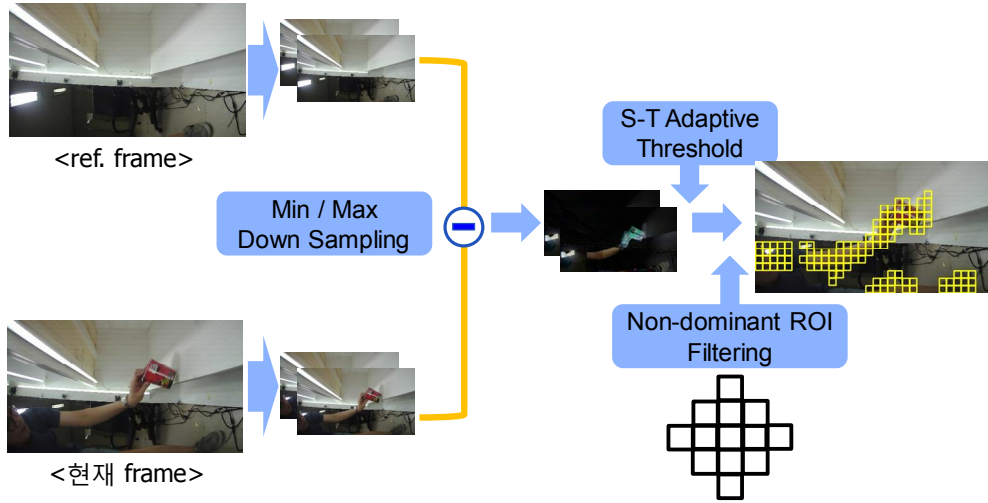 <ref. frame>
S-T Adaptive
Threshold
Min / Max
Down Sampling
Non-dominant ROI
Filtering
<현재 frame>